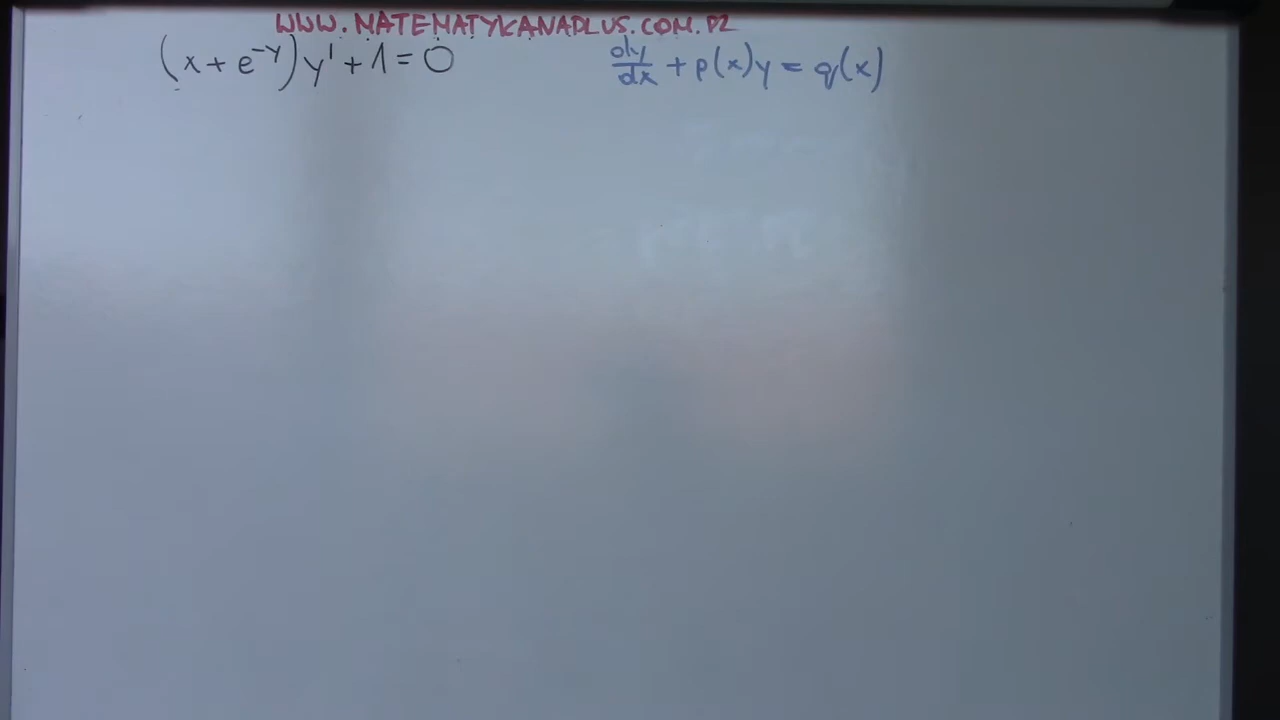 WWW.MATEMATYKANAPLUS.COM.PL
(x+e^{-y})y'+1=0
dy/dx + p(x)y = q(x)